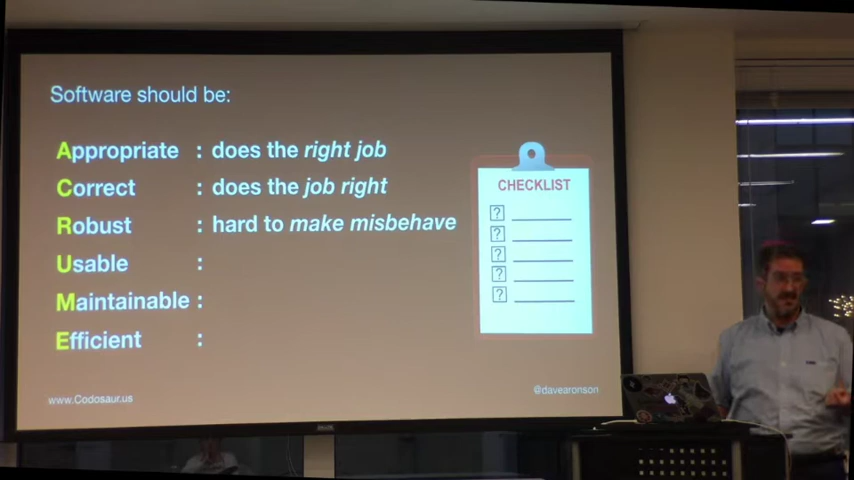 Software should be:
Appropriate : does the right job
Correct : does the job right
Robust : hard to make misbehave
Usable :
Maintainable :
Efficient :
CHECKLIST
?
?
?
?
?
www.Codosaur.us
@davearonson